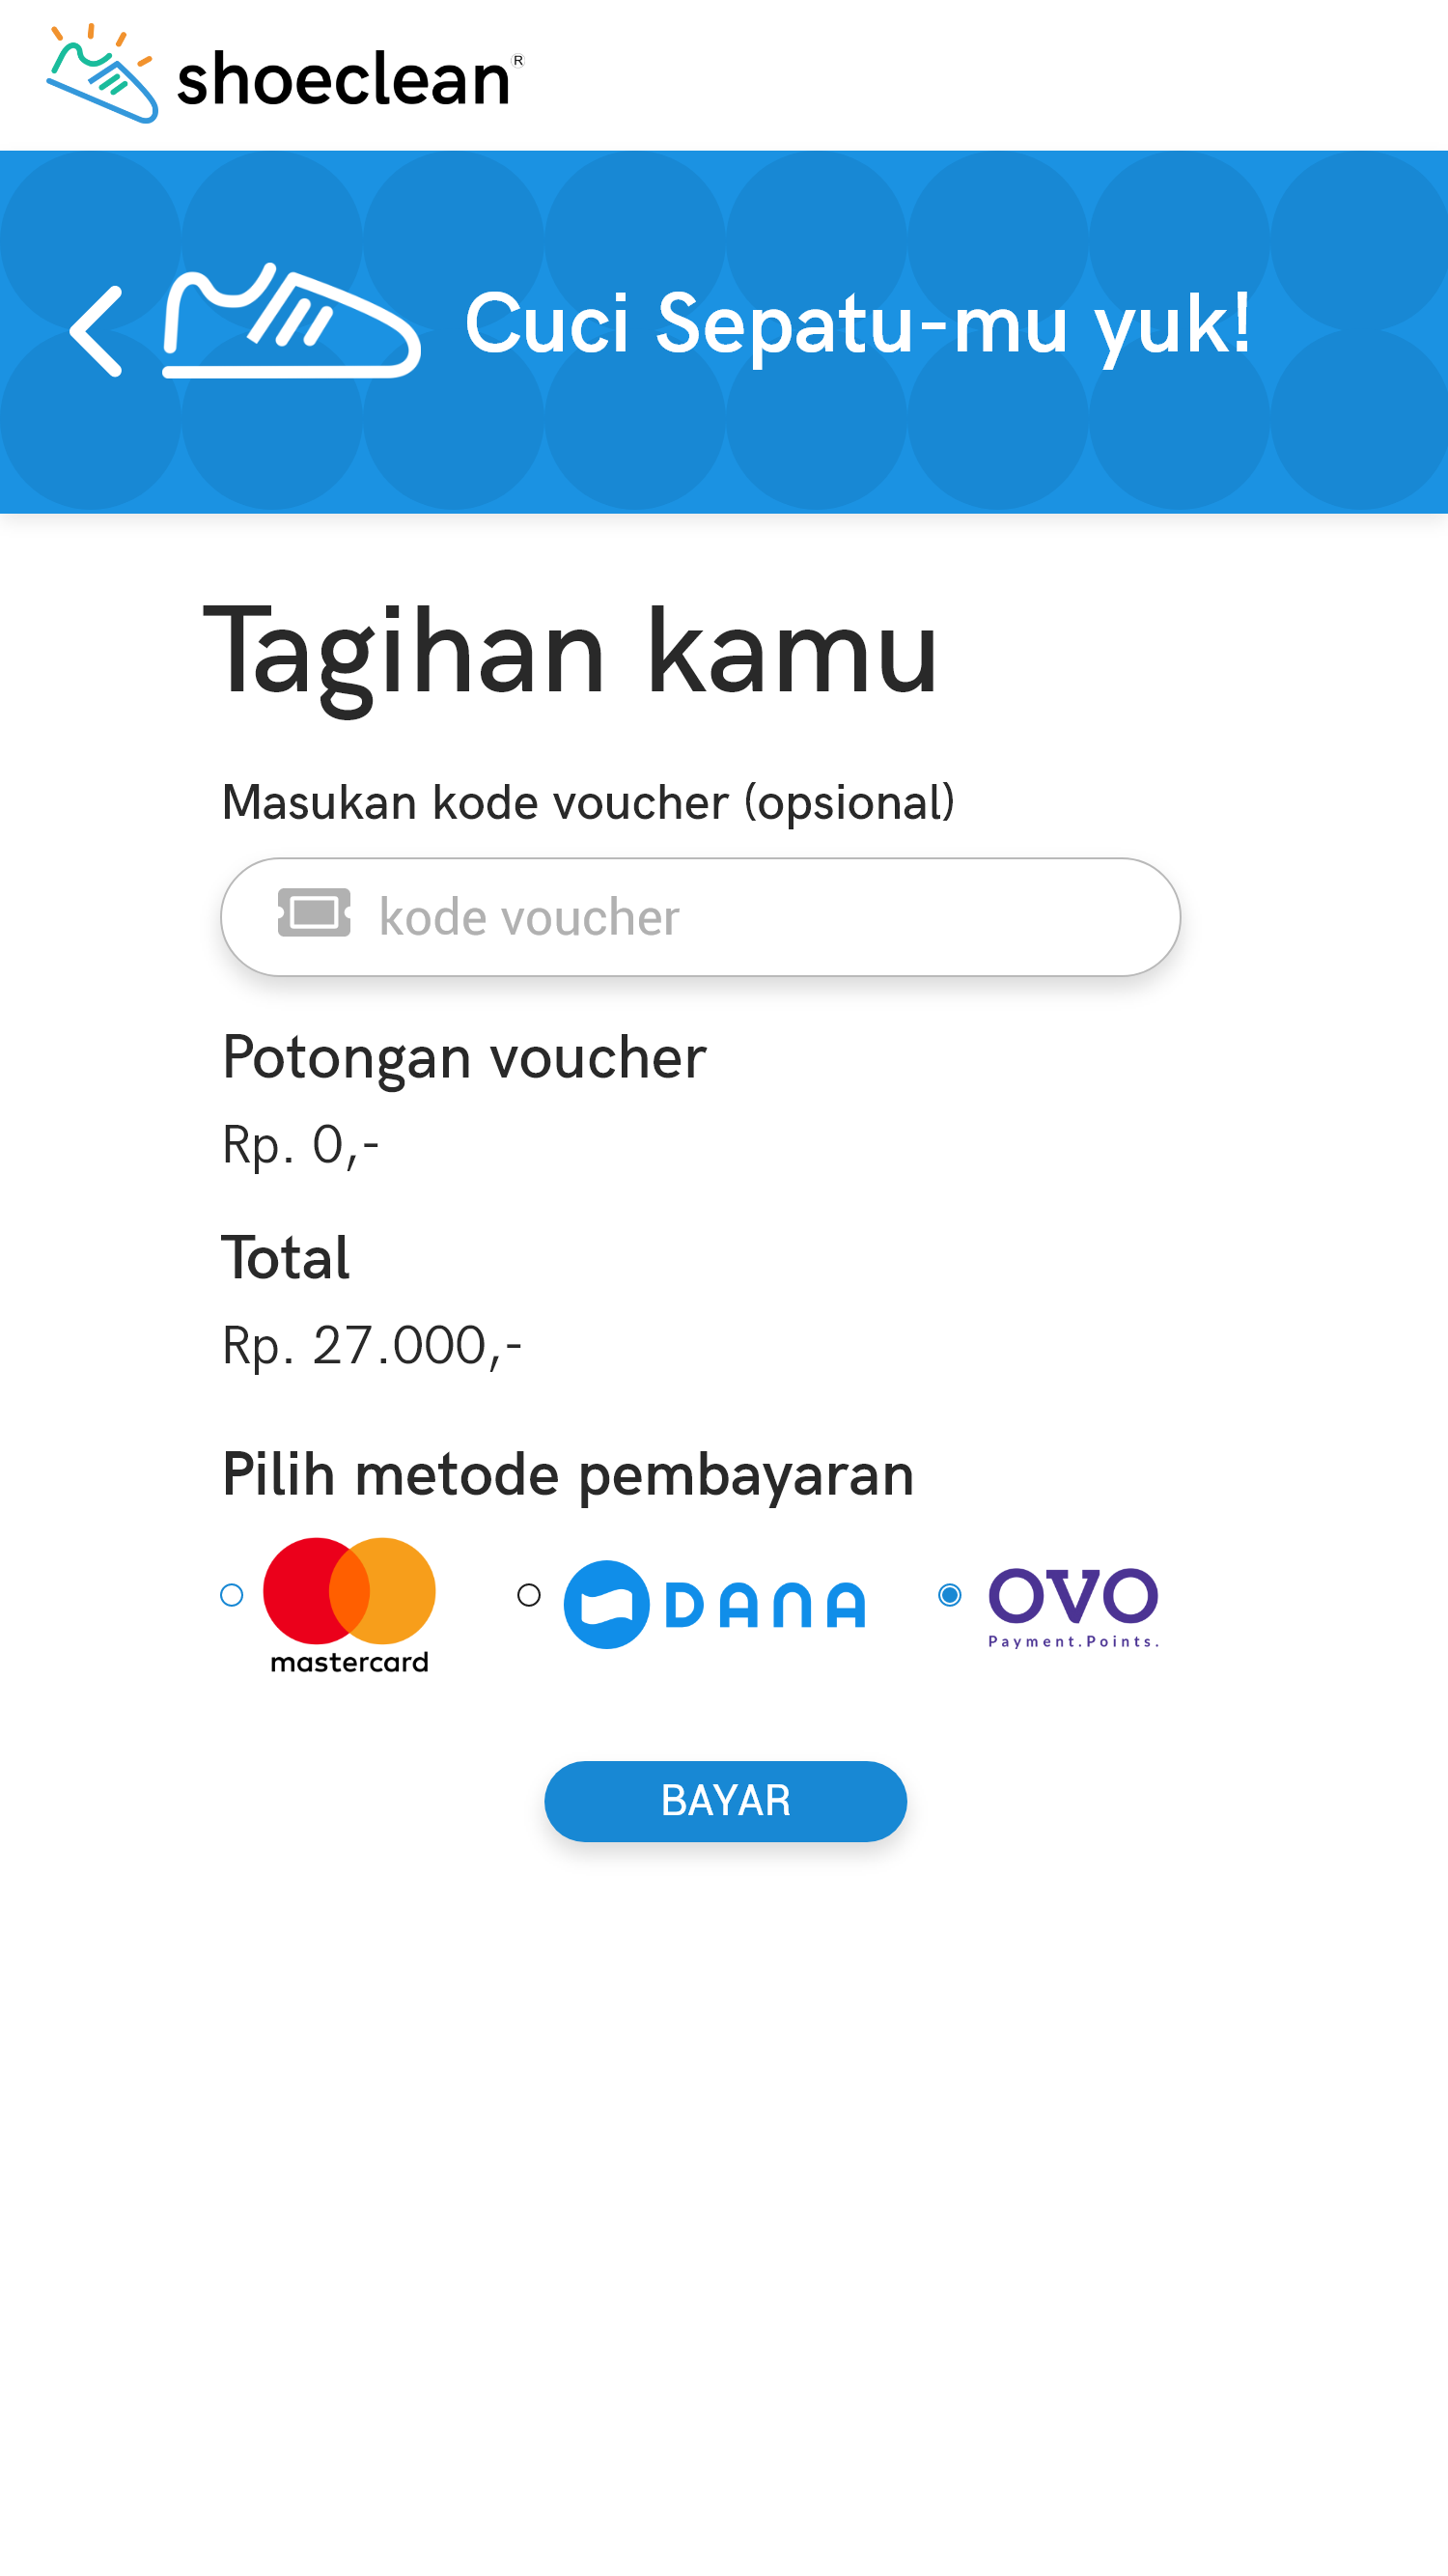 shoeclean®
Cuci Sepatu-mu yuk!
Tagihan kamu
Masukan kode voucher (opsional)
kode voucher
Potongan voucher
Rp. 0,-
Total
Rp. 27.000,-
Pilih metode pembayaran
mastercard
DANA
OVO
Payment.Points.
BAYAR